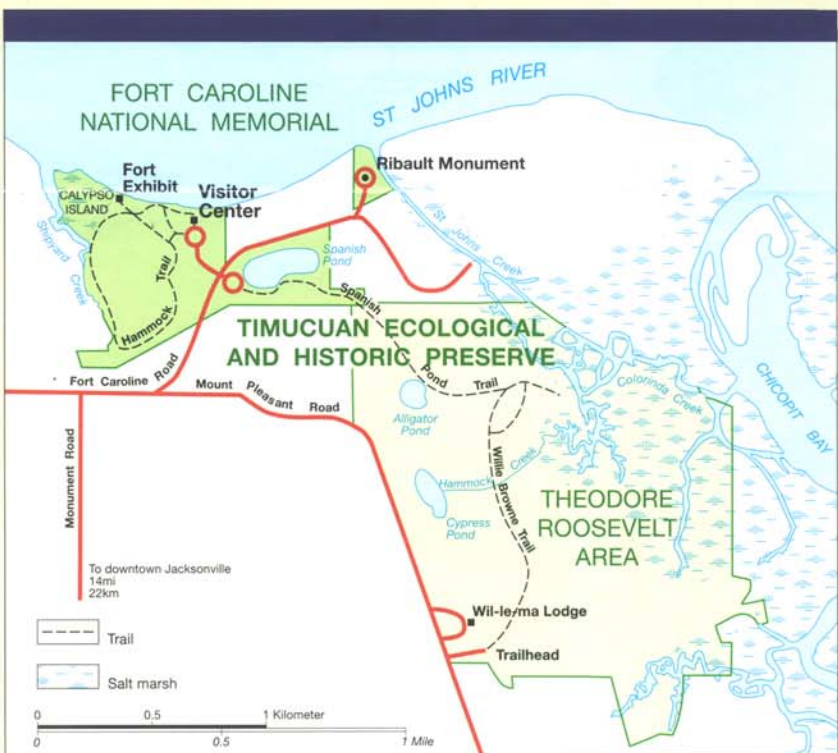 FORT CAROLINE
NATIONAL MEMORIAL
ST JOHNS RIVER
Ribault Monument
Fort
Exhibit
Visitor
Center
CALYPSO
ISLAND
Shipyard
Creek
Hammock
Trail
Spanish
Pond
St Johns Creek
Spanish
Pond
Trail
TIMUCUAN ECOLOGICAL
AND HISTORIC PRESERVE
Fort Caroline Road
Mount Pleasant Road
Monument Road
Alligator
Pond
Colorinda Creek
CHICOPIT BAY
Hammock Creek
Willie Browne Trail
Cypress
Pond
THEODORE
ROOSEVELT
AREA
To downtown Jacksonville
14mi
22km
Wil-le-ma Lodge
Trailhead
Trail
Salt marsh
0 0.5 1 Kilometer
0 0.5 1 Mile